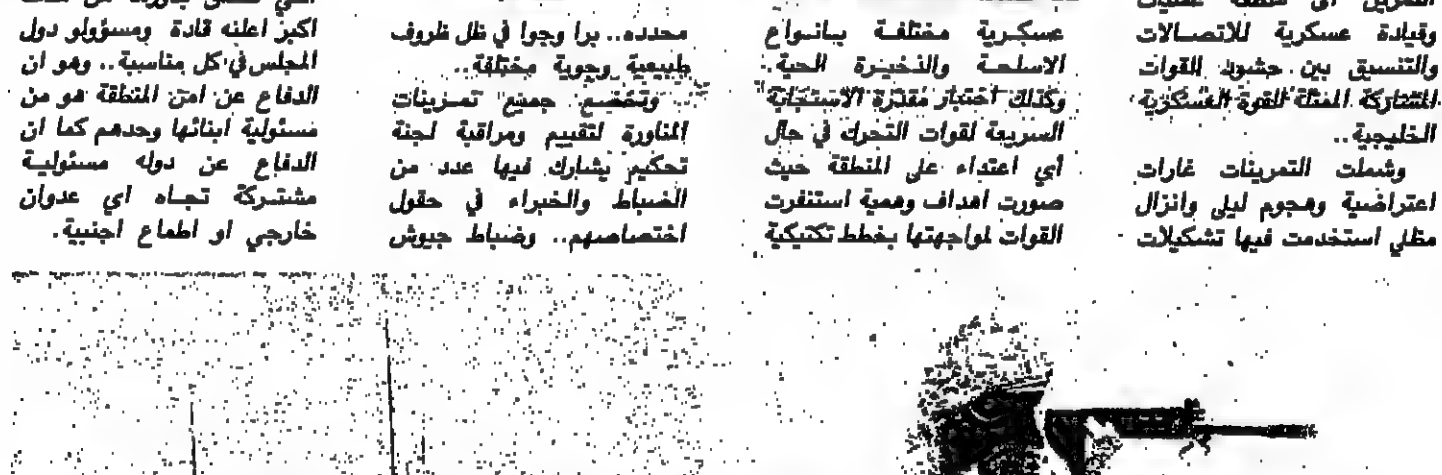 وقيادة عسكرية للاتصالات
والتنسيق بين حشود القوات
المشاركة الممثلة للقوة العسكرية
الخليجية..
وشملت التمرينات غارات
اعتراضية وهجوم ليلي وانزال
مظلي استخدمت فيها تشكيلات
عسكرية مختلفة بانواع
الاسلحة والذخيرة الحية.
وكذلك اختبار مقدرة الاستجابة
السريعة لقوات التحرك في حال
أي اعتداء على المنطقة حيث
صورت اهداف وهمية استنفرت
القوات لمواجهتها بخطط تكتيكية
محدده.. برا وجوا في ظل ظروف
طبيعية وجوية مختلفة..
وتخضع جميع تمرينات
المناورة لتقييم ومراقبة لجنة
تحكيم يشارك فيها عدد من
الضباط والخبراء في حقول
اختصاصهم.. وضباط جيوش
اكبر اعلنه قادة ومسؤولو دول
المجلس في كل مناسبة.. وهو ان
الدفاع عن امن المنطقة هو من
مسئولية ابنائها وحدهم كما ان
الدفاع عن دوله مسئولية
مشتركة تجاه اي عدوان
خارجي او اطماع اجنبية.